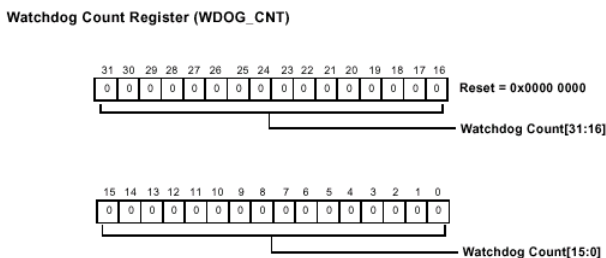 Watchdog Count Register (WDOG_CNT)
31 30 29 28 27 26 25 24 23 22 21 20 19 18 17 16
0 0 0 0 0 0 0 0 0 0 0 0 0 0 0 0 Reset = 0x0000 0000
Watchdog Count[31:16]
15 14 13 12 11 10 9 8 7 6 5 4 3 2 1 0
0 0 0 0 0 0 0 0 0 0 0 0 0 0 0 0
Watchdog Count[15:0]